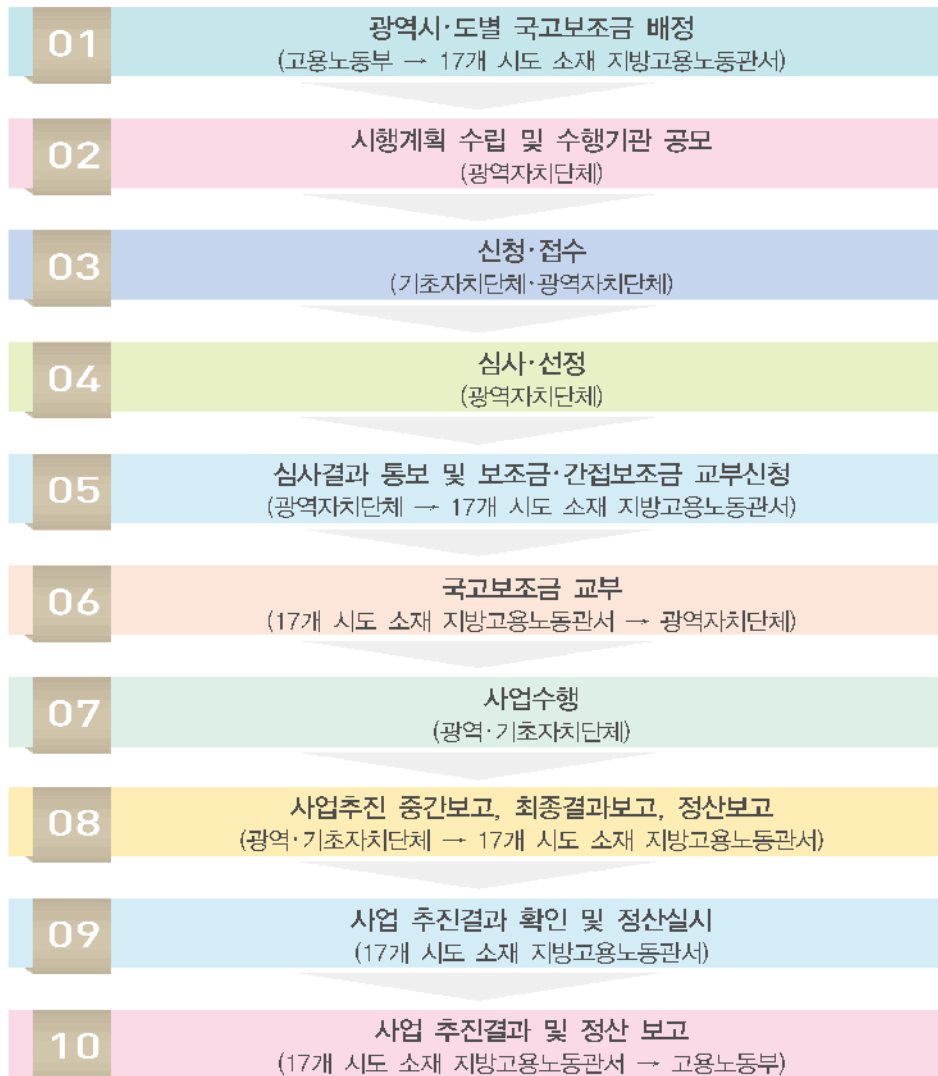 01
광역시·도별 국고보조금 배정
(고용노동부 → 17개 시도 소재 지방고용노동관서)
02
시행계획 수립 및 수행기관 공모
(광역자치단체)
03
신청·접수
(기초자치단체·광역자치단체)
04
심사·선정
(광역자치단체)
05
심사결과 통보 및 보조금·간접보조금 교부신청
(광역자치단체 → 17개 시도 소재 지방고용노동관서)
06
국고보조금 교부
(17개 시도 소재 지방고용노동관서 → 광역자치단체)
07
사업수행
(광역·기초자치단체)
08
사업추진 중간보고, 최종결과보고, 정산보고
(광역·기초자치단체 → 17개 시도 소재 지방고용노동관서)
09
사업 추진결과 확인 및 정산실시
(17개 시도 소재 지방고용노동관서)
10
사업 추진결과 및 정산 보고
(17개 시도 소재 지방고용노동관서 → 고용노동부)